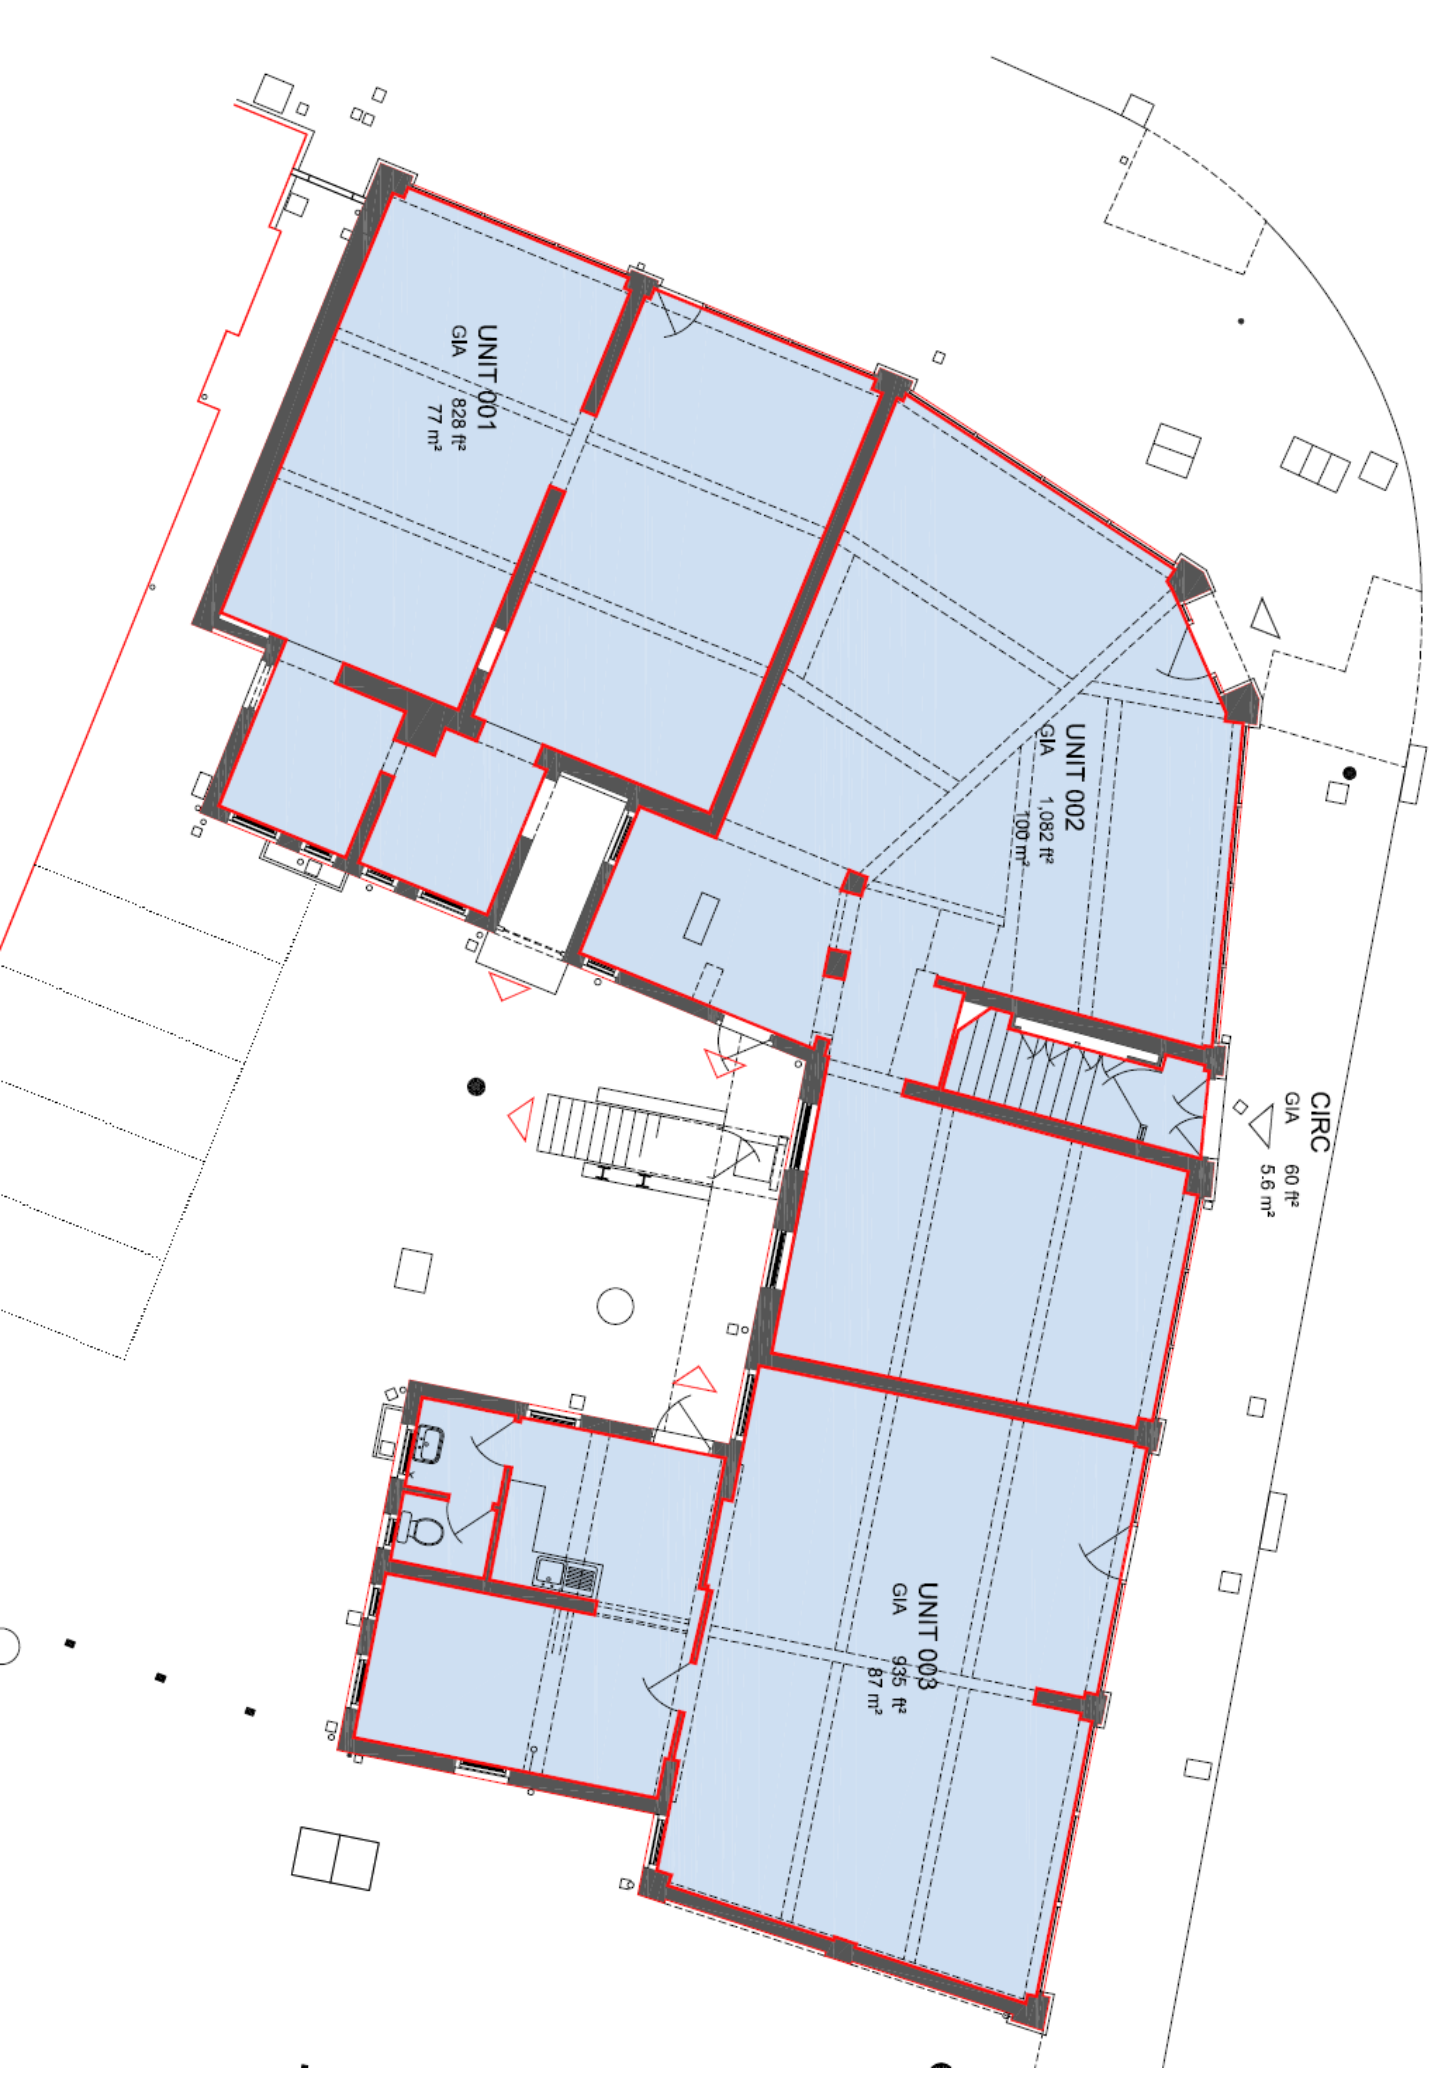 UNIT 001
GIA 828 ft²
77 m²
UNIT 002
GIA 1,082 ft²
100 m²
CIRC
GIA 60 ft²
5.6 m²
UNIT 003
GIA 935 ft²
87 m²